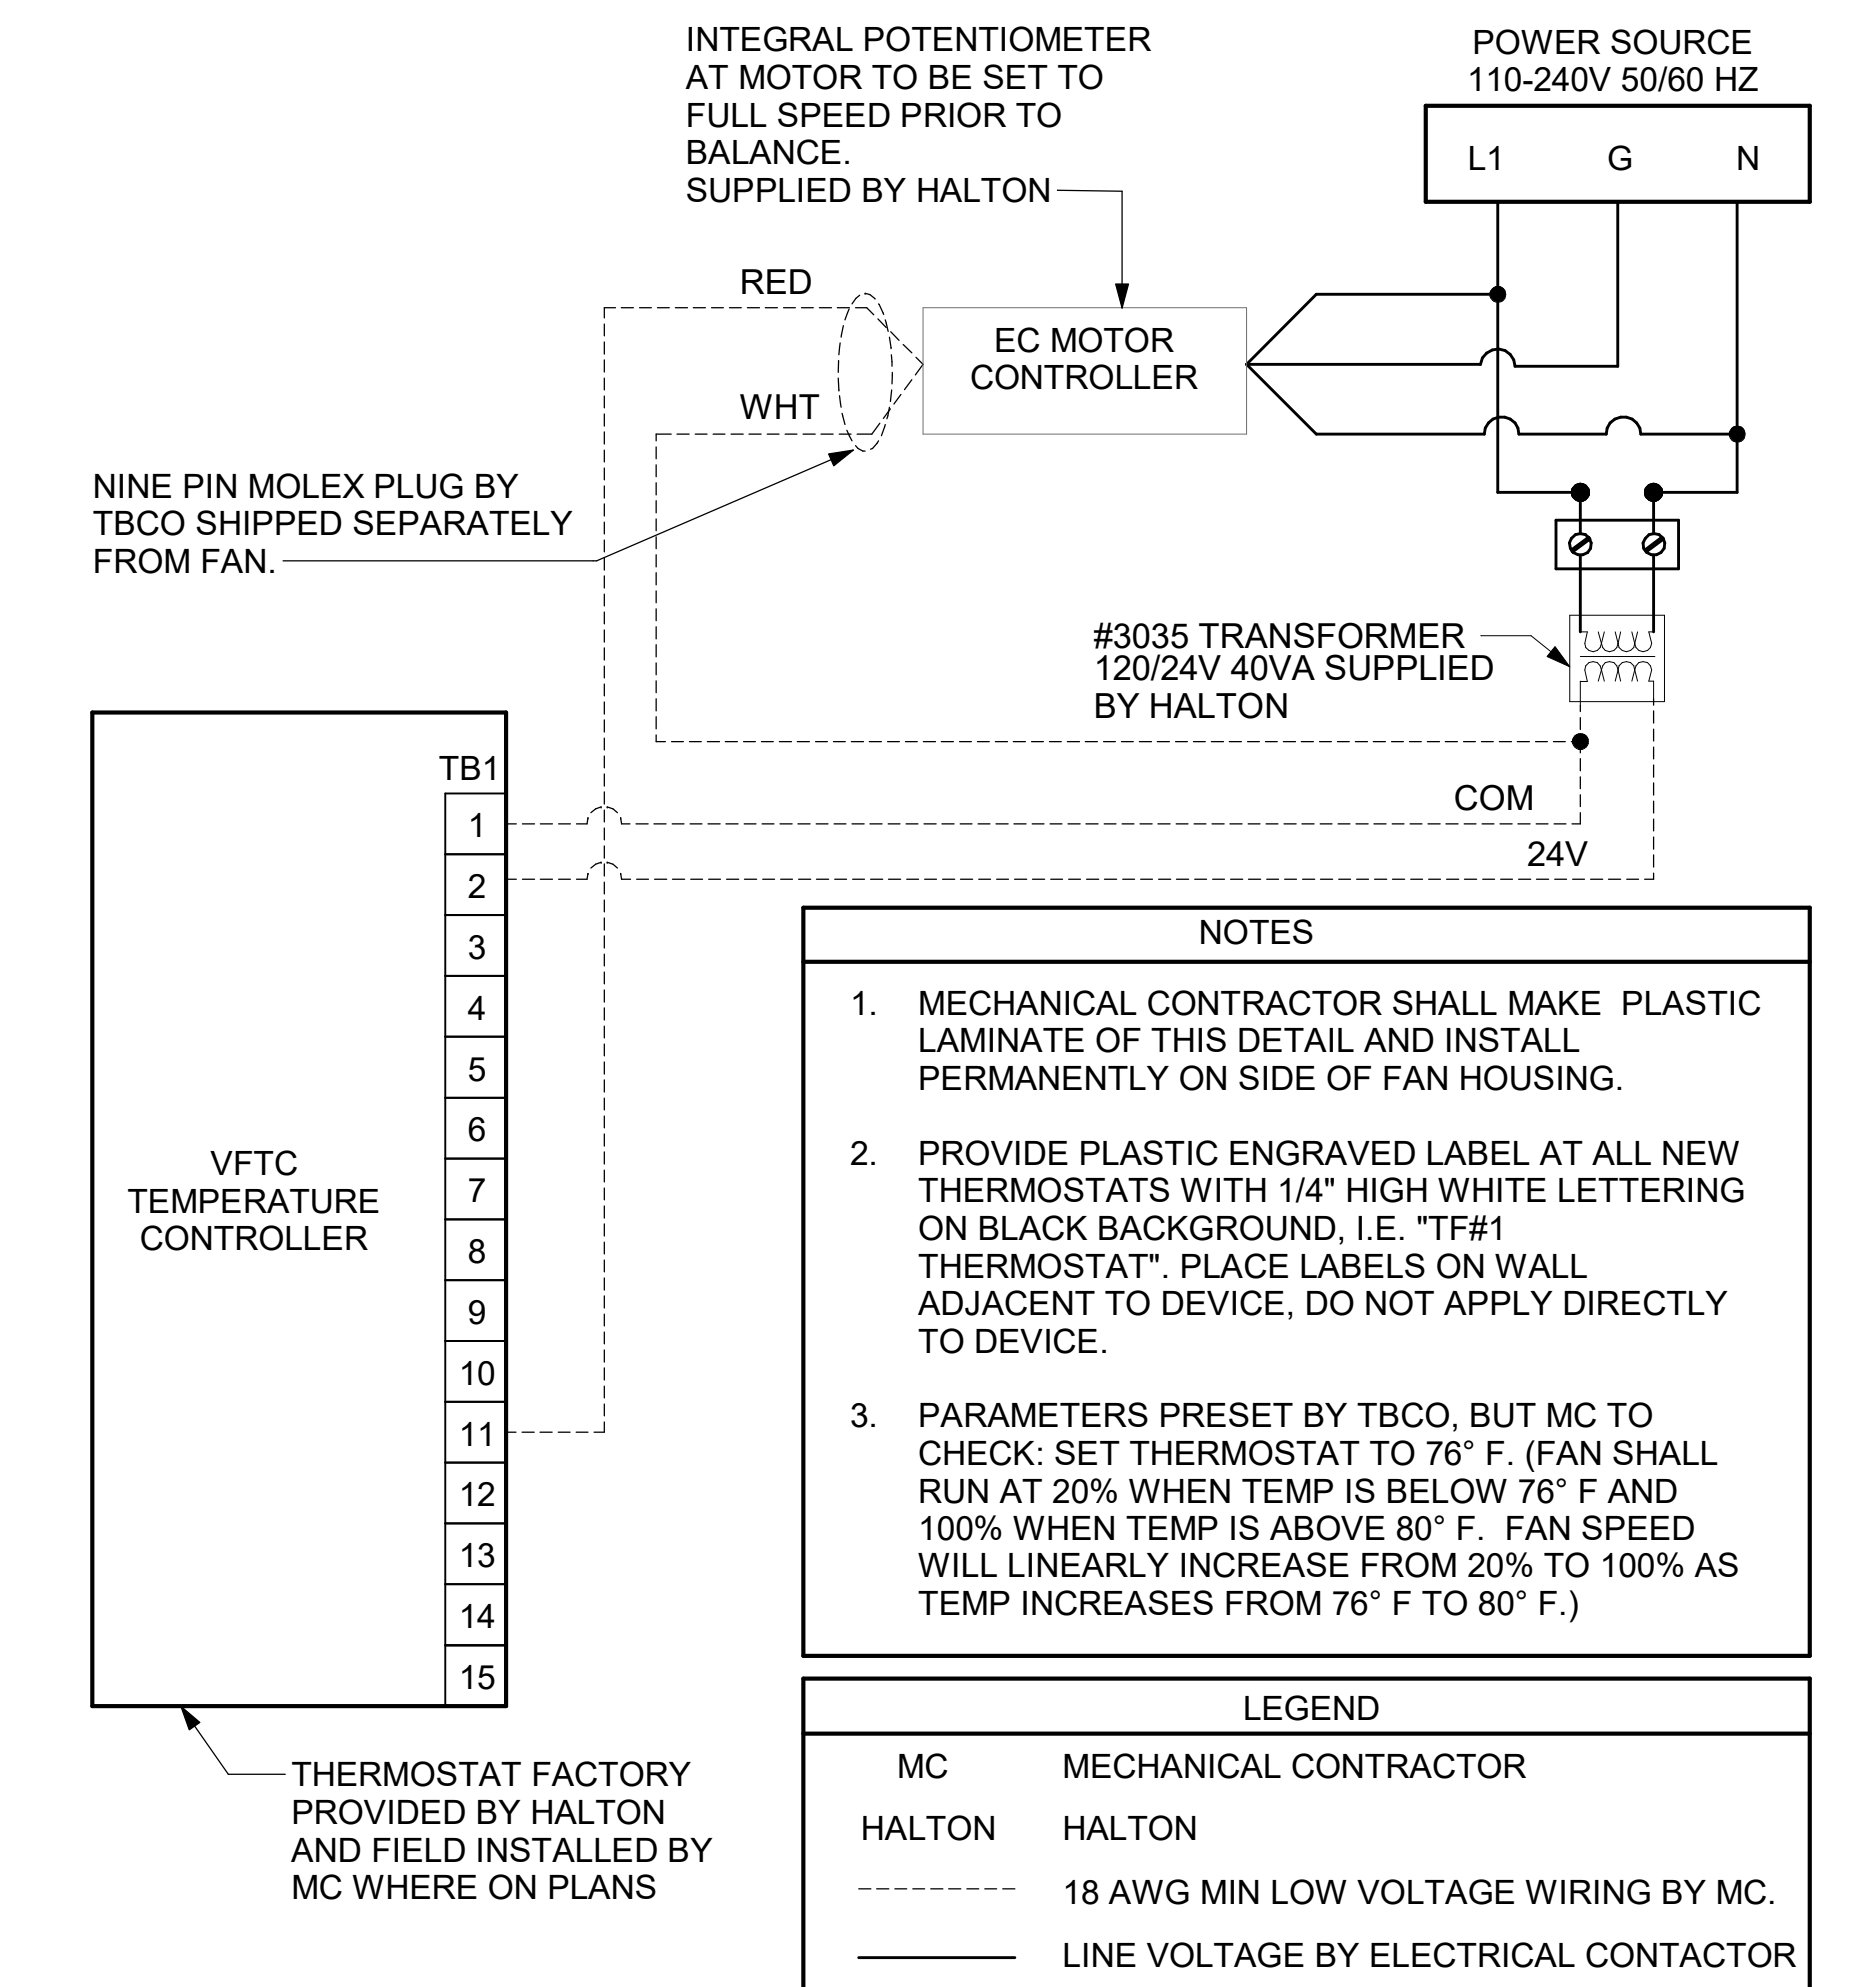 INTEGRAL POTENTIOMETER
AT MOTOR TO BE SET TO
FULL SPEED PRIOR TO
BALANCE.
SUPPLIED BY HALTON
POWER SOURCE
110-240V 50/60 HZ
L1 G N
RED
EC MOTOR
CONTROLLER
WHT
NINE PIN MOLEX PLUG BY
TBCO SHIPPED SEPARATELY
FROM FAN.
#3035 TRANSFORMER
120/24V 40VA SUPPLIED
BY HALTON
COM
24V
TB1
1
2
3
4
5
6
7
8
9
10
11
12
13
14
15
VFTC
TEMPERATURE
CONTROLLER
THERMOSTAT FACTORY
PROVIDED BY HALTON
AND FIELD INSTALLED BY
MC WHERE ON PLANS
NOTES
1. MECHANICAL CONTRACTOR SHALL MAKE PLASTIC
LAMINATE OF THIS DETAIL AND INSTALL
PERMANENTLY ON SIDE OF FAN HOUSING.
2. PROVIDE PLASTIC ENGRAVED LABEL AT ALL NEW
THERMOSTATS WITH 1/4" HIGH WHITE LETTERING
ON BLACK BACKGROUND, I.E. "TF#1
THERMOSTAT". PLACE LABELS ON WALL
ADJACENT TO DEVICE, DO NOT APPLY DIRECTLY
TO DEVICE.
3. PARAMETERS PRESET BY TBCO, BUT MC TO
CHECK: SET THERMOSTAT TO 76° F. (FAN SHALL
RUN AT 20% WHEN TEMP IS BELOW 76° F AND
100% WHEN TEMP IS ABOVE 80° F. FAN SPEED
WILL LINEARLY INCREASE FROM 20% TO 100% AS
TEMP INCREASES FROM 76° F TO 80° F.)
LEGEND
MC MECHANICAL CONTRACTOR
HALTON HALTON
18 AWG MIN LOW VOLTAGE WIRING BY MC.
LINE VOLTAGE BY ELECTRICAL CONTACTOR